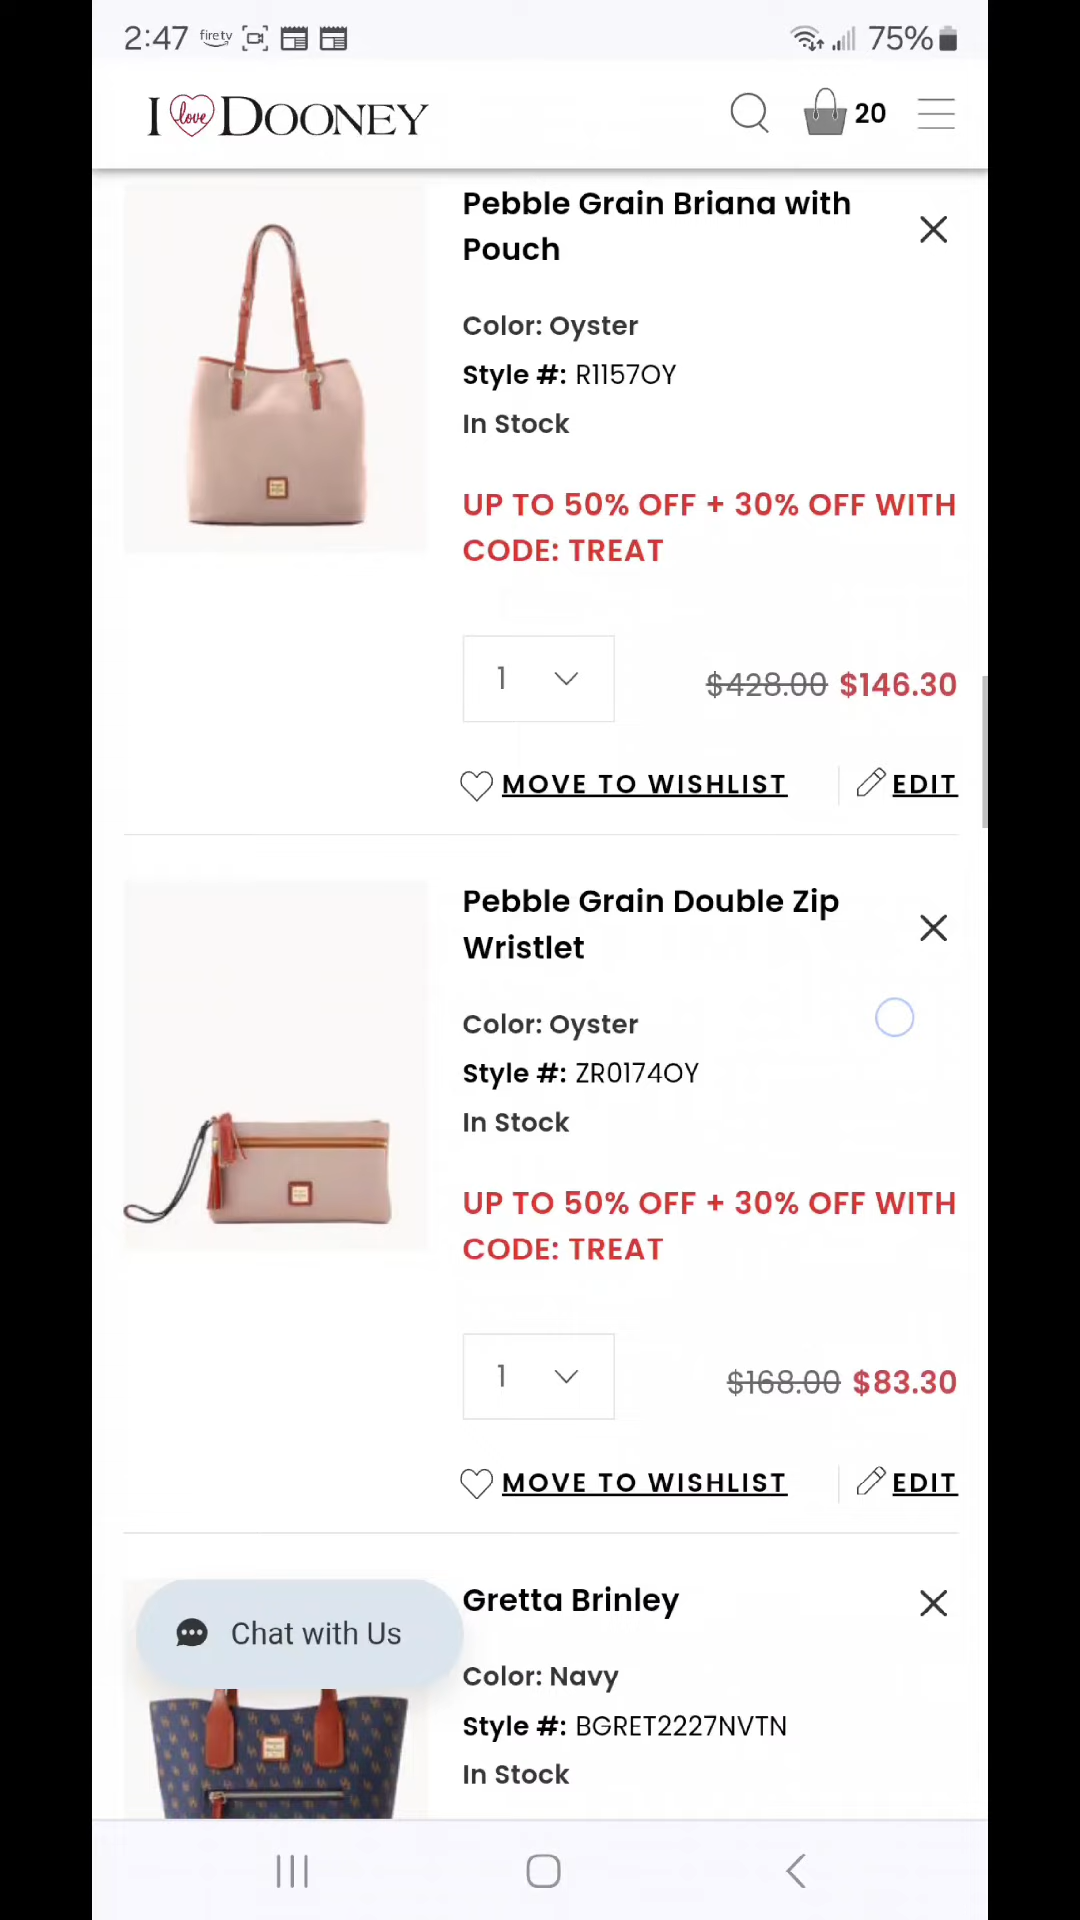 2:47 firetv 75%
I love DOONEY 20
Pebble Grain Briana with
Pouch
Color: Oyster
Style #: R1157OY
In Stock
UP TO 50% OFF + 30% OFF WITH
CODE: TREAT
1
$428.00 $146.30
MOVE TO WISHLIST EDIT
Pebble Grain Double Zip
Wristlet
Color: Oyster
Style #: ZR0174OY
In Stock
UP TO 50% OFF + 30% OFF WITH
CODE: TREAT
1
$168.00 $83.30
MOVE TO WISHLIST EDIT
Gretta Brinley
Chat with Us
Color: Navy
Style #: BGRET2227NVTN
In Stock